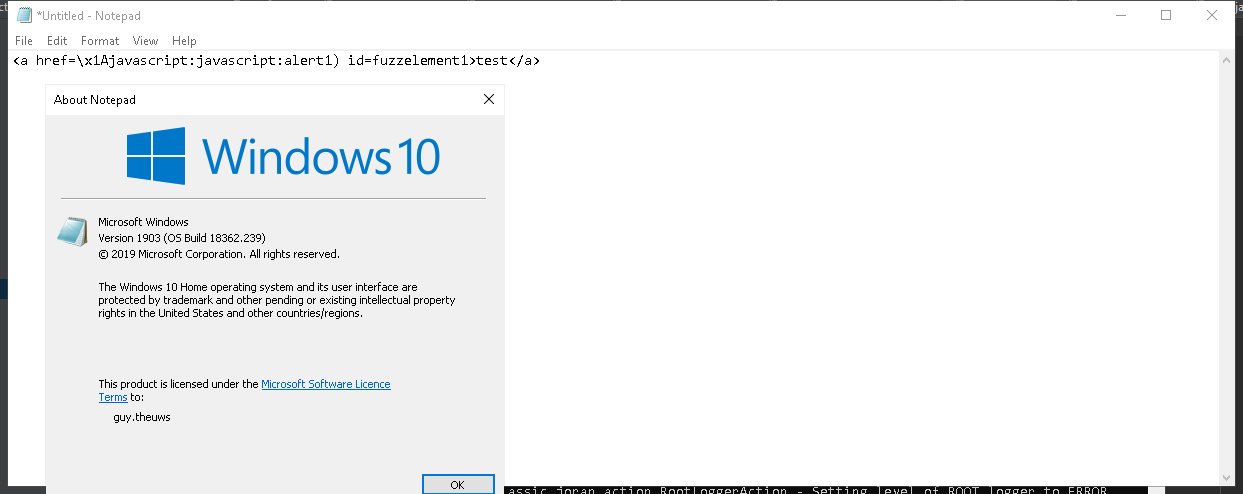 *Untitled - Notepad
File Edit Format View Help
<a href=\x1Ajavascript:javascript:alert1) id=fuzzelement1>test</a>
About Notepad
Windows 10
Microsoft Windows
Version 1903 (OS Build 18362.239)
© 2019 Microsoft Corporation. All rights reserved.
The Windows 10 Home operating system and its user interface are
protected by trademark and other pending or existing intellectual property
rights in the United States and other countries/regions.
This product is licensed under the Microsoft Software Licence
Terms to:
guy.theuws
OK
assic.joran.action.RootLoggerAction - Setting level of ROOT logger to ERROR